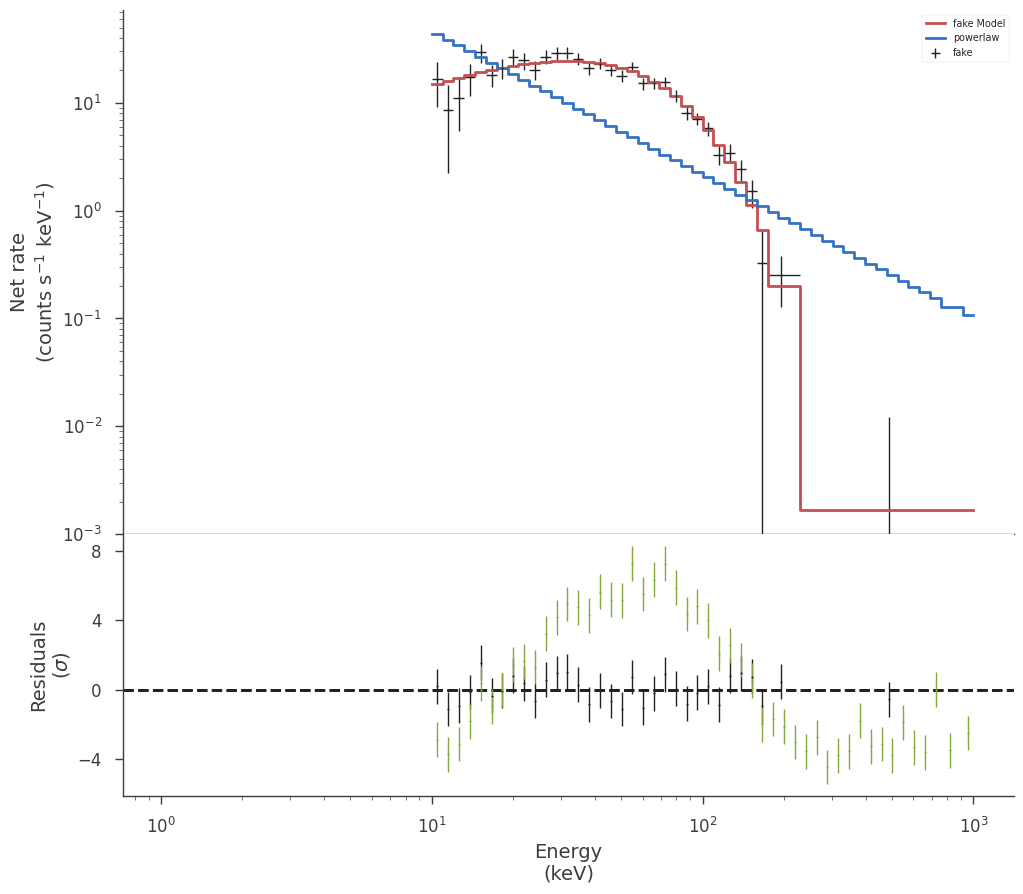 fake Model
powerlaw
fake
10¹
10⁰
10⁻¹
10⁻²
10⁻³
Net rate
(counts s⁻¹ keV⁻¹)
8
4
0
−4
Residuals
(σ)
10⁰
10¹
10²
10³
Energy
(keV)